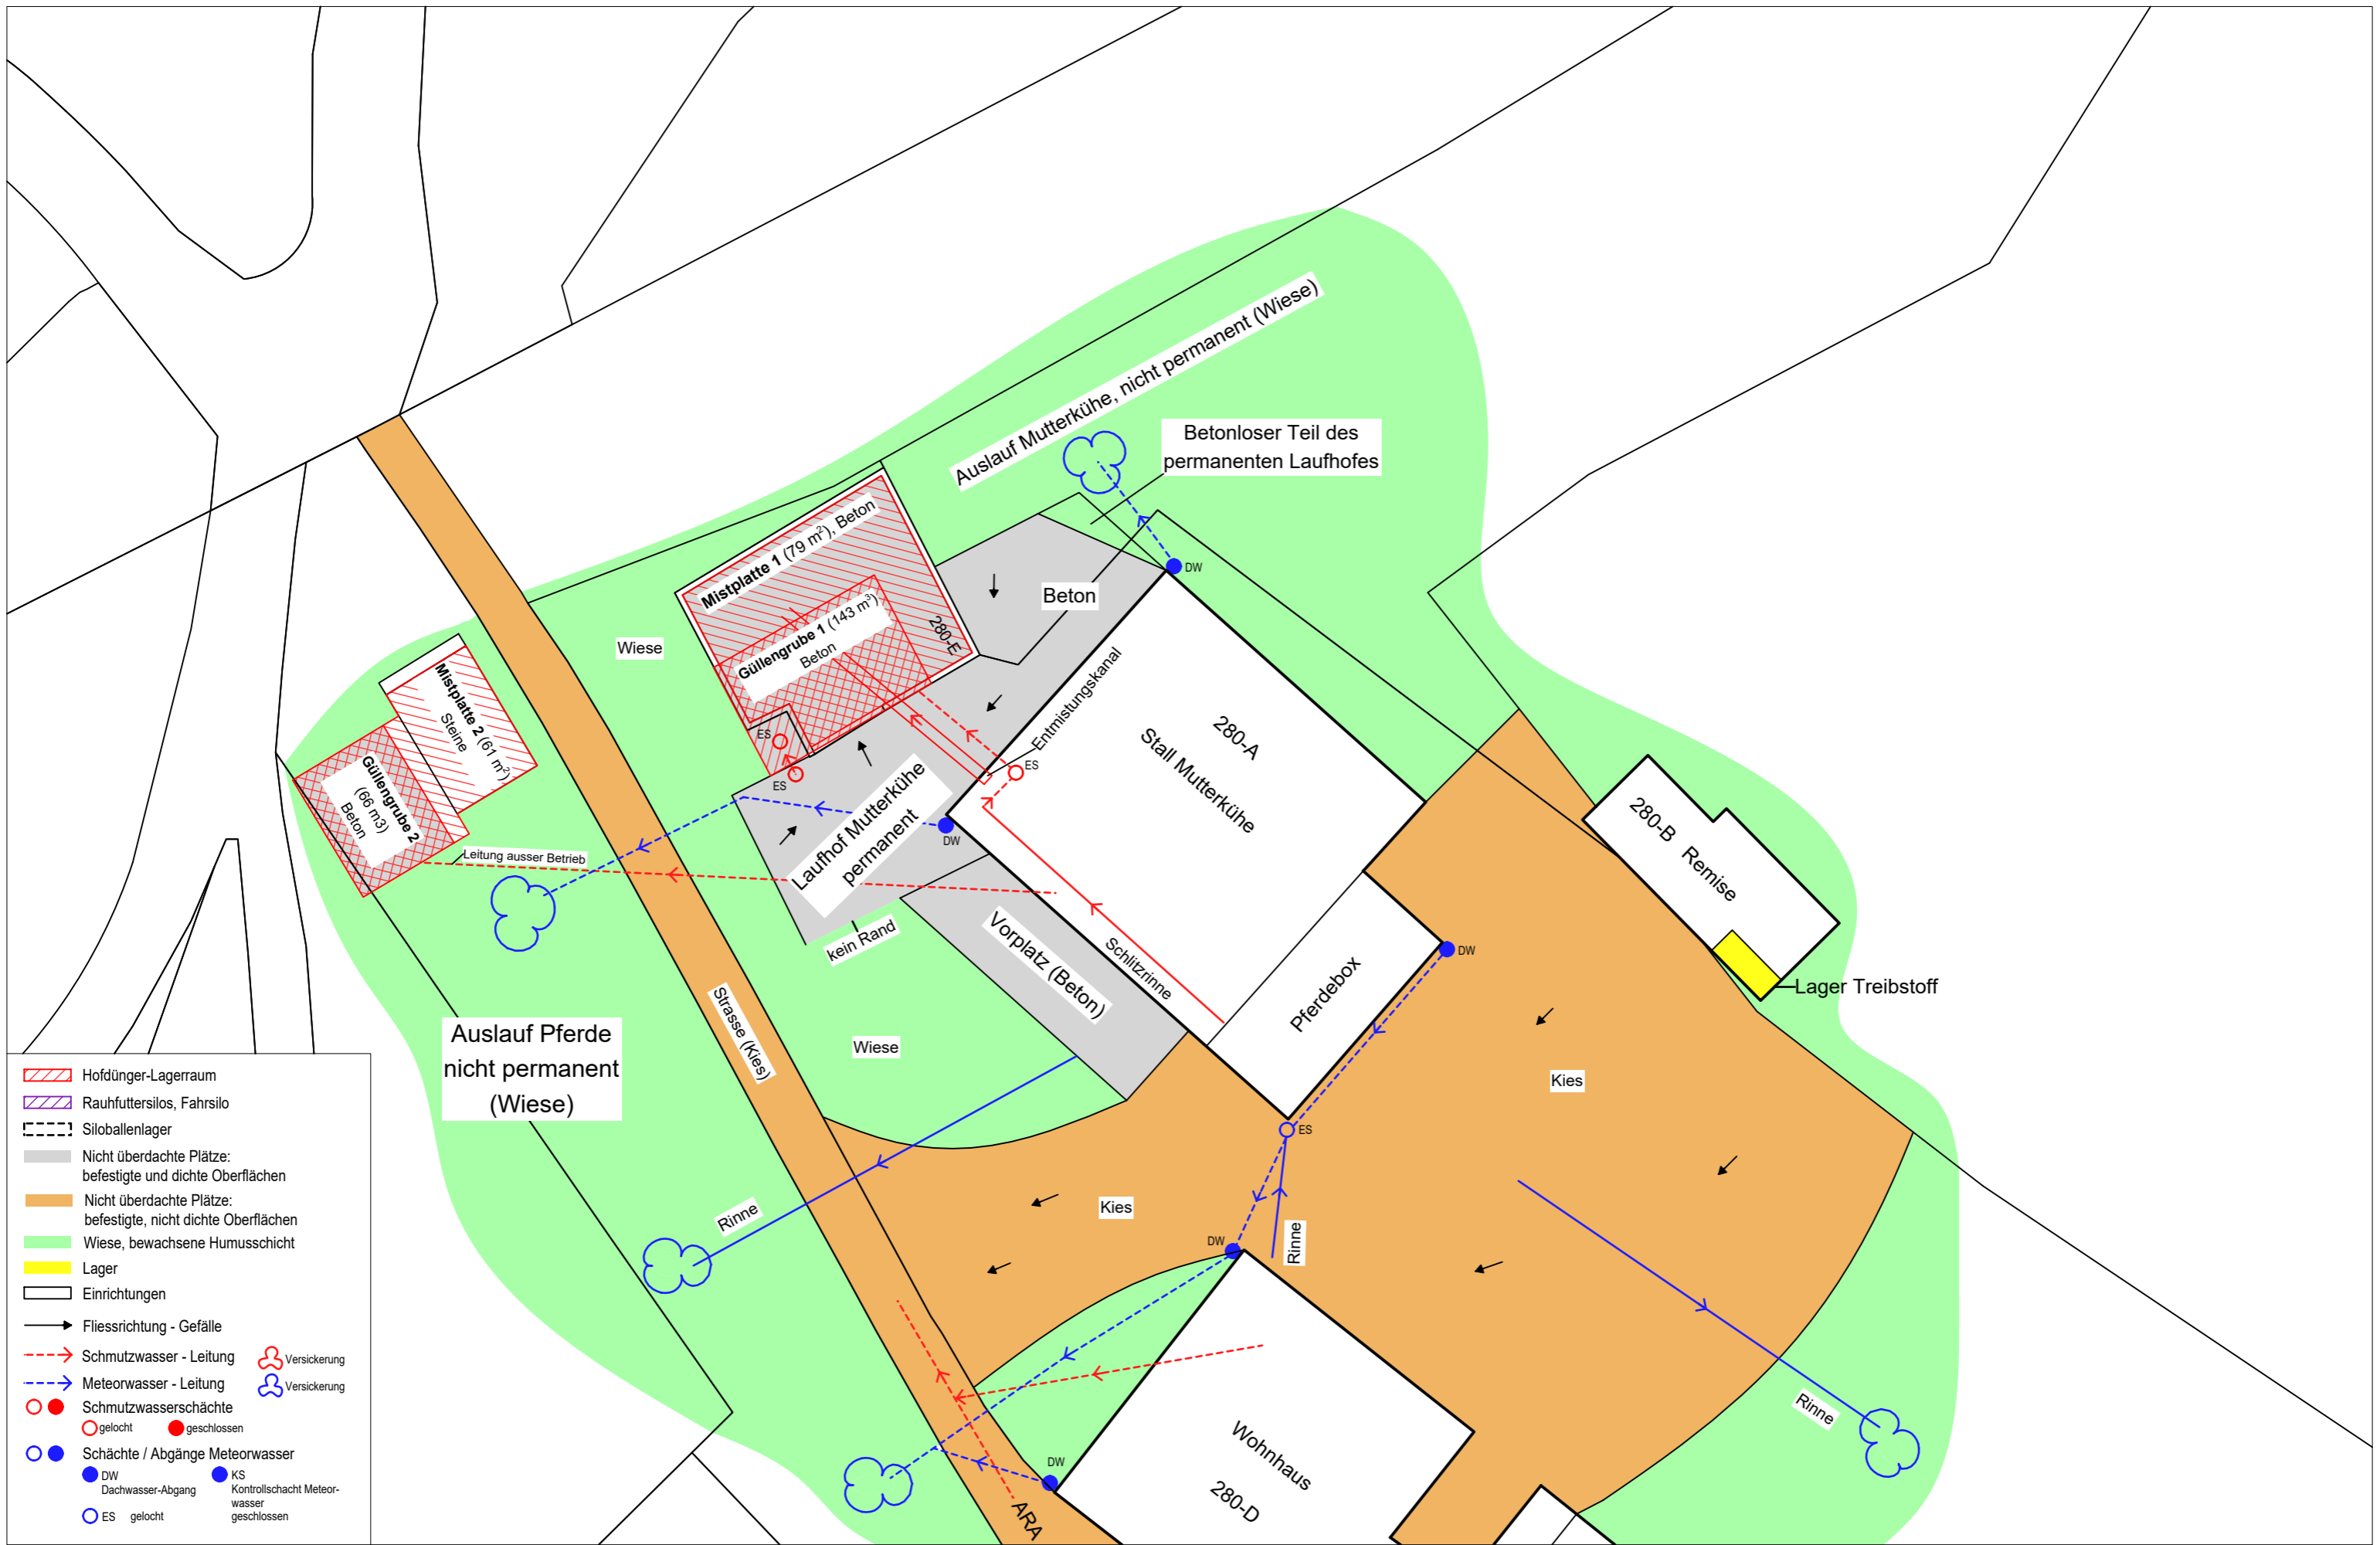 Auslauf Mutterkühe, nicht permanent (Wiese)
Betonloser Teil des
permanenten Laufhofes
DW
Beton
Mistplatte 1 (79 m²), Beton
Güllengrube 1 (143 m³)
Beton
280-E
Wiese
Mistplatte 2 (61 m²)
Steine
Güllengrube 2
(66 m3)
Beton
Leitung ausser Betrieb
ES
ES
ES
Entmistungskanal
280-A
Stall Mutterkühe
Laufhof Mutterkühe
permanent
DW
kein Rand
Vorplatz (Beton)
Schlitzrinne
Pferdebox
DW
280-B Remise
Lager Treibstoff
Strasse (Kies)
Auslauf Pferde
nicht permanent
(Wiese)
Wiese
Kies
ES
Kies
Rinne
DW
Rinne
Rinne
Wohnhaus
280-D
DW
ARA
Hofdünger-Lagerraum
Rauhfuttersilos, Fahrsilo
Siloballenlager
Nicht überdachte Plätze:
befestigte und dichte Oberflächen
Nicht überdachte Plätze:
befestigte, nicht dichte Oberflächen
Wiese, bewachsene Humusschicht
Lager
Einrichtungen
Fliessrichtung - Gefälle
Schmutzwasser - Leitung
Versickerung
Meteorwasser - Leitung
Versickerung
Schmutzwasserschächte
gelocht
geschlossen
Schächte / Abgänge Meteorwasser
DW
Dachwasser-Abgang
KS
Kontrollschacht Meteor-
wasser
geschlossen
ES gelocht